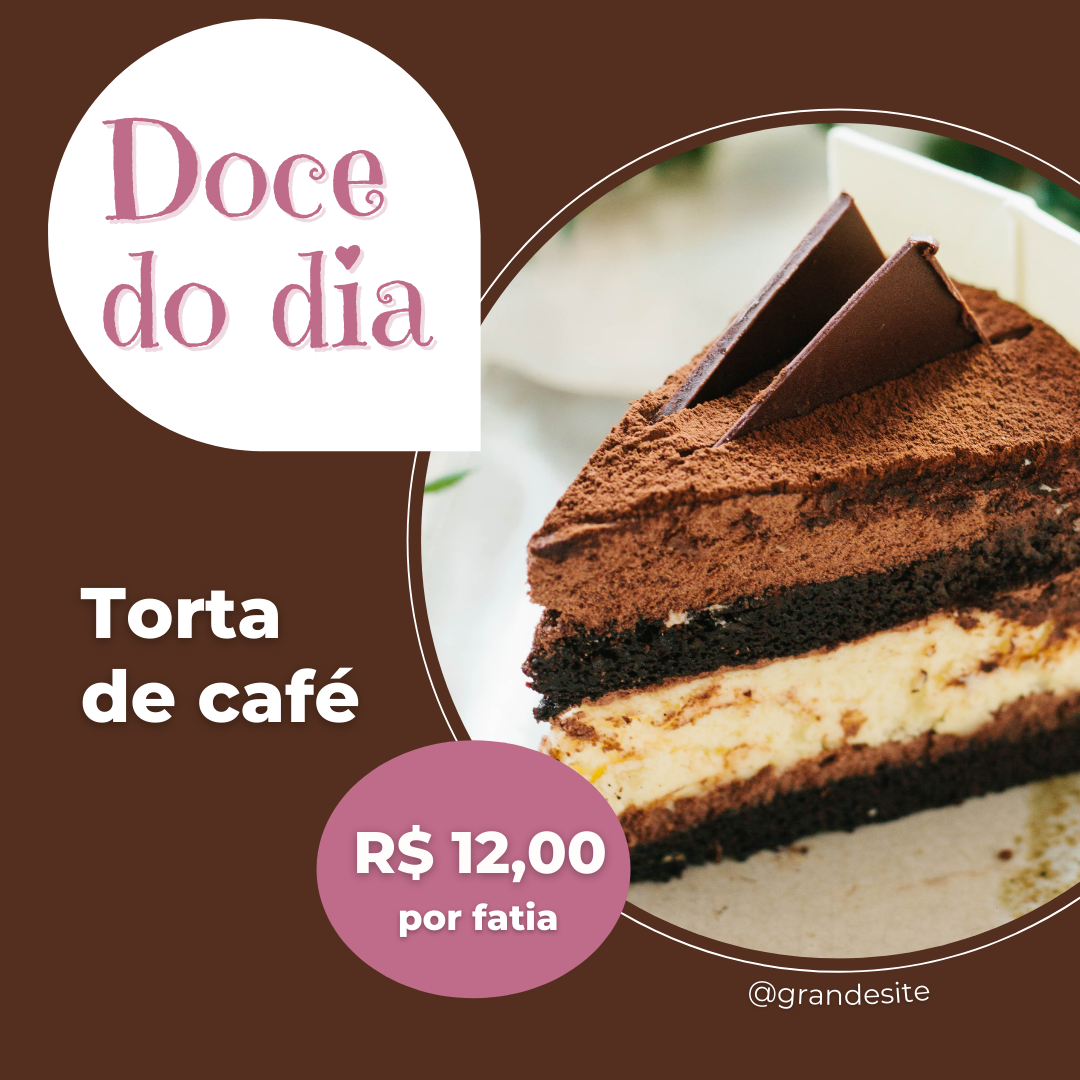 Doce
do dia
Torta
de café
R$ 12,00
por fatia
@grandesite